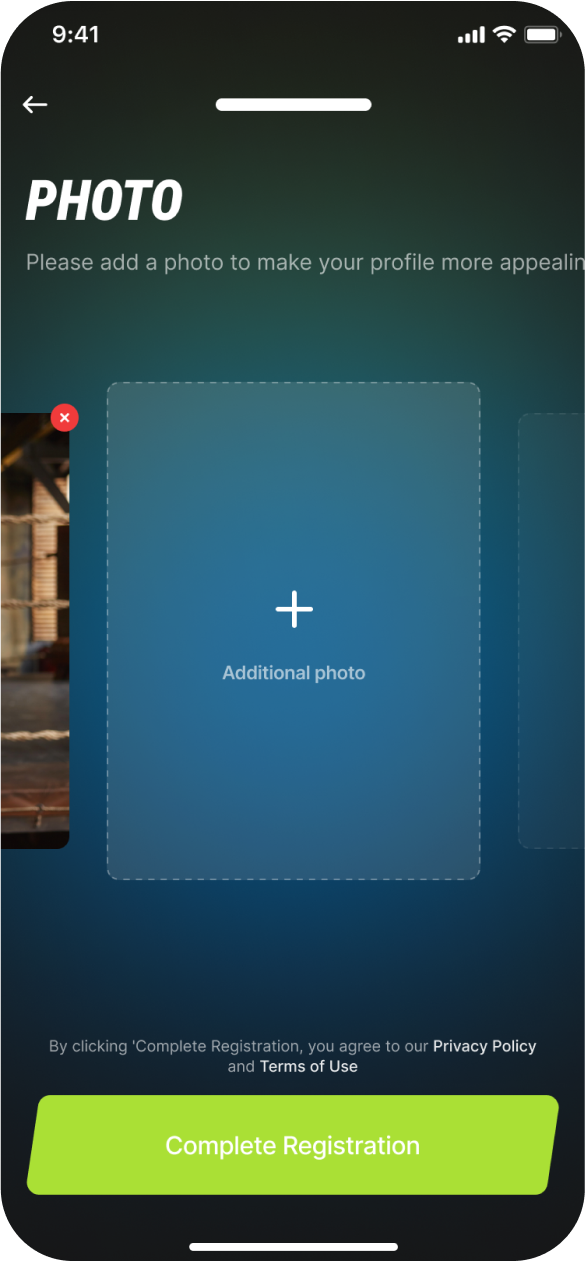 9:41
PHOTO
Please add a photo to make your profile more appealin
Additional photo
By clicking 'Complete Registration, you agree to our Privacy Policy
and Terms of Use
Complete Registration